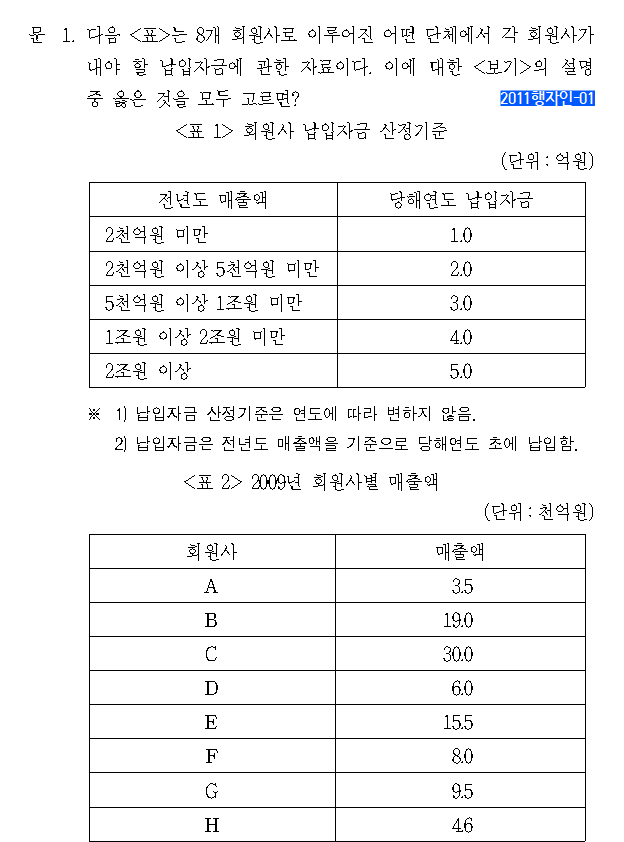 문 1. 다음 <표>는 8개 회원사로 이루어진 어떤 단체에서 각 회원사가
내야 할 납입자금에 관한 자료이다. 이에 대한 <보기>의 설명
중 옳은 것을 모두 고르면? 2011행자인-01
<표 1> 회원사 납입자금 산정기준
(단위 : 억원)
전년도 매출액 당해연도 납입자금
2천억원 미만 1.0
2천억원 이상 5천억원 미만 2.0
5천억원 이상 1조원 미만 3.0
1조원 이상 2조원 미만 4.0
2조원 이상 5.0
※ 1) 납입자금 산정기준은 연도에 따라 변하지 않음.
2) 납입자금은 전년도 매출액을 기준으로 당해연도 초에 납입함.
<표 2> 2009년 회원사별 매출액
(단위 : 천억원)
회원사 매출액
A 3.5
B 19.0
C 30.0
D 6.0
E 15.5
F 8.0
G 9.5
H 4.6